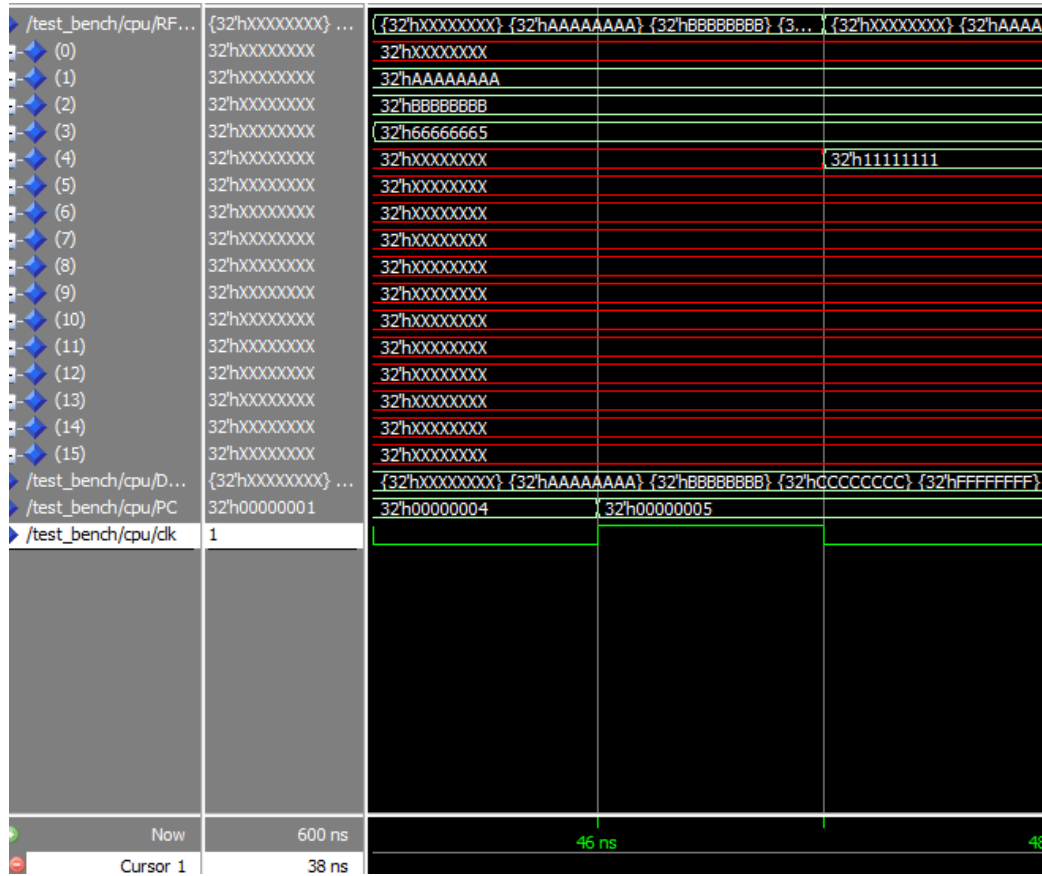 /test_bench/cpu/RF... {32'hXXXXXXXX} ... {32'hXXXXXXXX} {32'hAAAAAAAA} {32'hBBBBBBBB} {3... {32'hXXXXXXXX} {32'hAAAA
(0) 32'hXXXXXXXX 32'hXXXXXXXX
(1) 32'hXXXXXXXX 32'hAAAAAAAA
(2) 32'hXXXXXXXX 32'hBBBBBBBB
(3) 32'hXXXXXXXX 32'h66666665
(4) 32'hXXXXXXXX 32'hXXXXXXXX 32'h11111111
(5) 32'hXXXXXXXX 32'hXXXXXXXX
(6) 32'hXXXXXXXX 32'hXXXXXXXX
(7) 32'hXXXXXXXX 32'hXXXXXXXX
(8) 32'hXXXXXXXX 32'hXXXXXXXX
(9) 32'hXXXXXXXX 32'hXXXXXXXX
(10) 32'hXXXXXXXX 32'hXXXXXXXX
(11) 32'hXXXXXXXX 32'hXXXXXXXX
(12) 32'hXXXXXXXX 32'hXXXXXXXX
(13) 32'hXXXXXXXX 32'hXXXXXXXX
(14) 32'hXXXXXXXX 32'hXXXXXXXX
(15) 32'hXXXXXXXX 32'hXXXXXXXX
/test_bench/cpu/D... {32'hXXXXXXXX} ... {32'hXXXXXXXX} {32'hAAAAAAAA} {32'hBBBBBBBB} {32'hCCCCCCCC} {32'hFFFFFFFF}
/test_bench/cpu/PC 32'h00000001 32'h00000004 32'h00000005
/test_bench/cpu/clk 1
Now 600 ns 46 ns 48
Cursor 1 38 ns